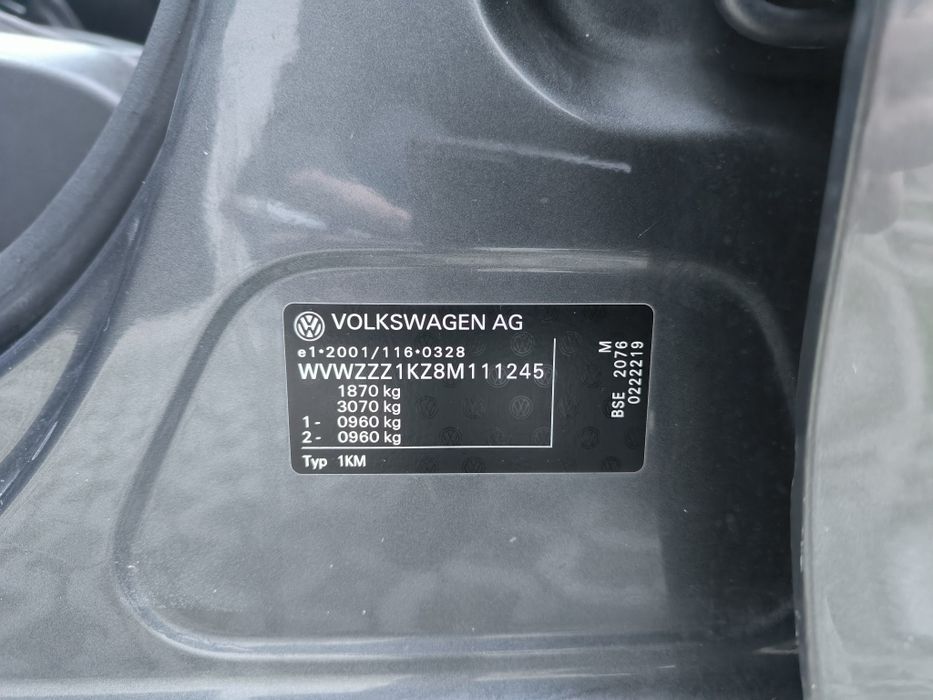 VOLKSWAGEN AG
e1•2001/116•0328
WVWZZZ1KZ8M111245
1870 kg
3070 kg
1- 0960 kg
2- 0960 kg
Typ 1KM
M
BSE 2076
0222219